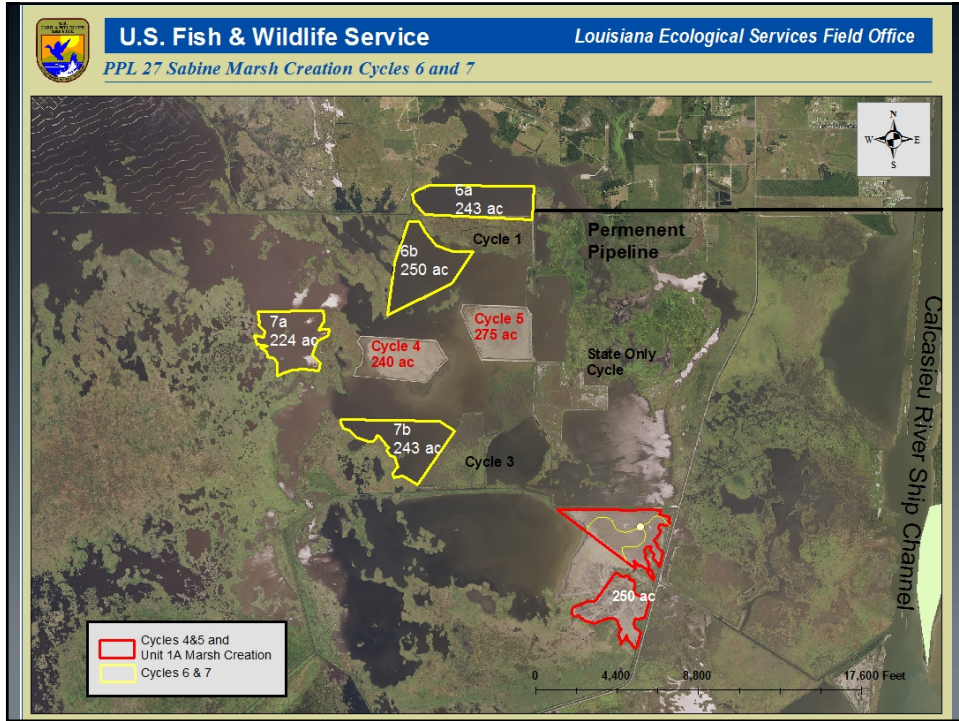 U.S.
FISH & WILDLIFE
SERVICE
U.S. Fish & Wildlife Service
Louisiana Ecological Services Field Office
PPL 27 Sabine Marsh Creation Cycles 6 and 7
N
W E
S
6a
243 ac
Cycle 1
Permenent
Pipeline
6b
250 ac
7a
224 ac
Cycle 4
240 ac
Cycle 5
275 ac
State Only
Cycle
7b
243 ac
Cycle 3
250 ac
Calcasieu River Ship Channel
Cycles 4&5 and
Unit 1A Marsh Creation
Cycles 6 & 7
0 4,400 8,800 17,600 Feet